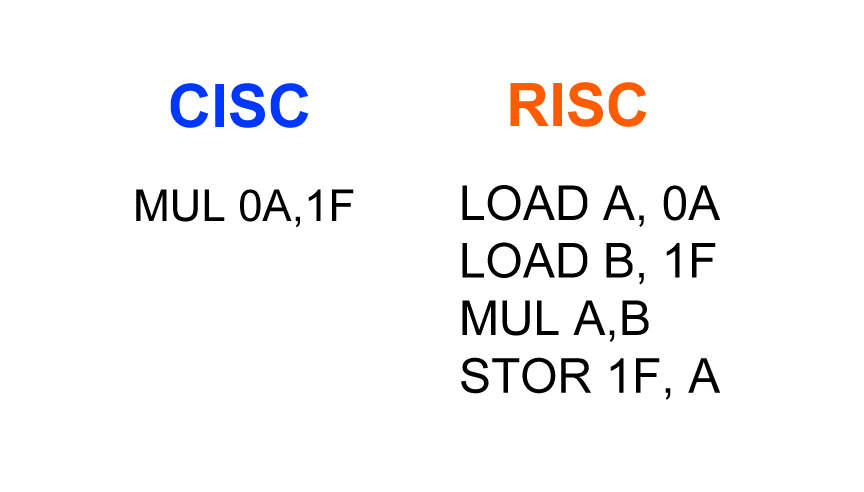 CISC
MUL 0A,1F
RISC
LOAD A, 0A
LOAD B, 1F
MUL A,B
STOR 1F, A